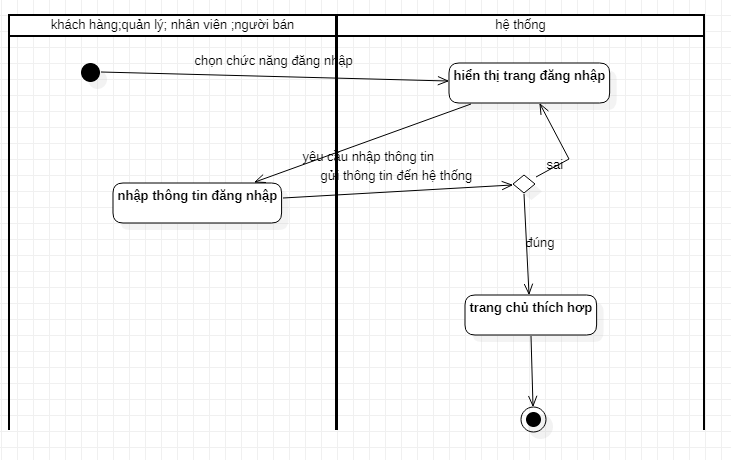 khách hàng;quản lý; nhân viên ;người bán
hệ thống
chọn chức năng đăng nhập
hiển thị trang đăng nhập
yêu cầu nhập thông tin
sai
gửi thông tin đến hệ thống
nhập thông tin đăng nhập
đúng
trang chủ thích hơp